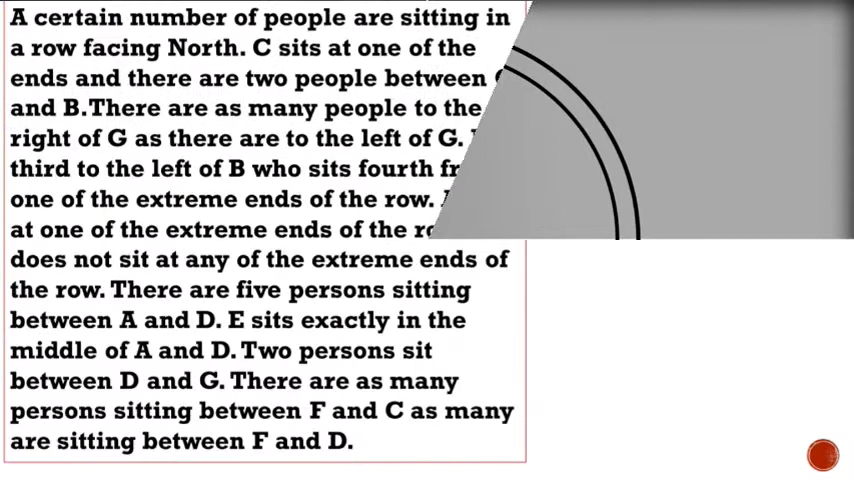 A certain number of people are sitting in
a row facing North. C sits at one of the
ends and there are two people between
and B.There are as many people to the
right of G as there are to the left of G.
third to the left of B who sits fourth
one of the extreme ends of the row.
at one of the extreme ends of the
does not sit at any of the extreme ends of
the row. There are five persons sitting
between A and D. E sits exactly in the
middle of A and D. Two persons sit
between D and G. There are as many
persons sitting between F and C as many
are sitting between F and D.